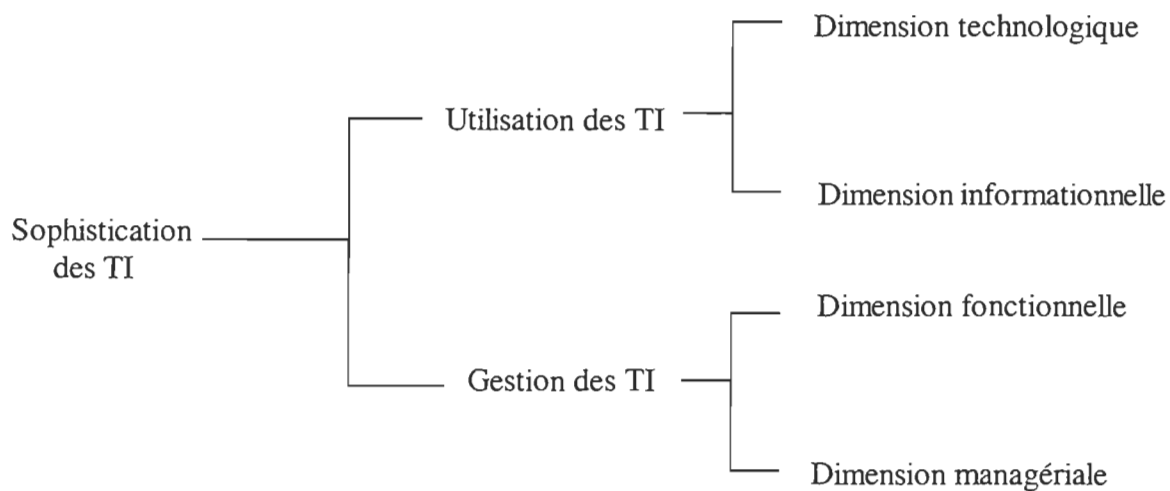 Dimension technologique
Utilisation des TI
Dimension informationnelle
Sophistication
des TI
Dimension fonctionnelle
Gestion des TI
Dimension managériale